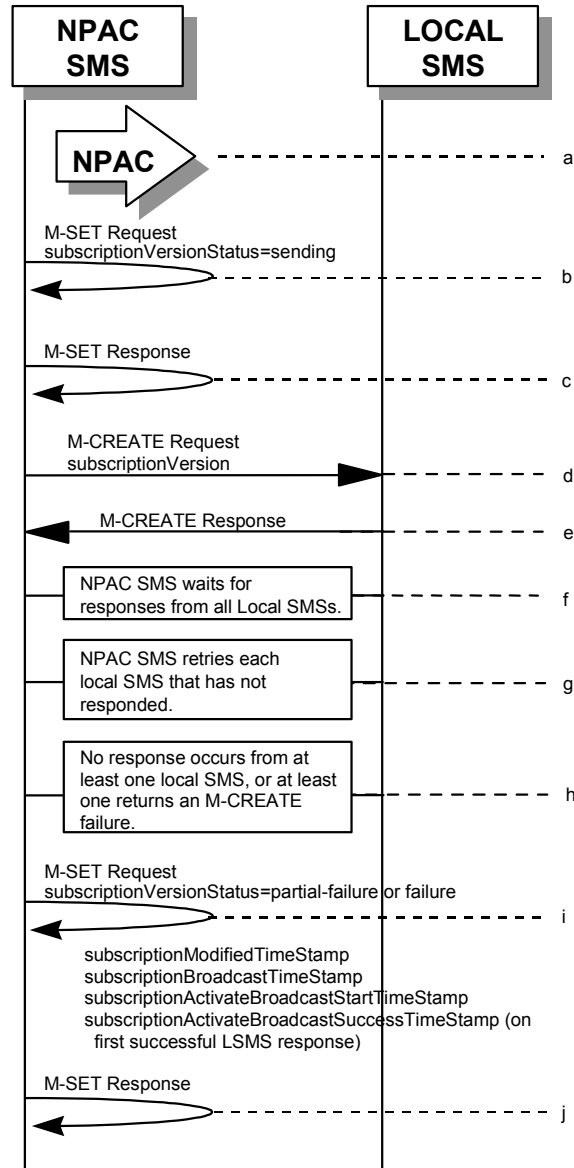 NPAC
SMS
LOCAL
SMS
NPAC
a
M-SET Request
subscriptionVersionStatus=sending
b
M-SET Response
c
M-CREATE Request
subscriptionVersion
d
M-CREATE Response
e
NPAC SMS waits for
responses from all Local SMSs.
f
NPAC SMS retries each
local SMS that has not
responded.
g
No response occurs from at
least one local SMS, or at least
one returns an M-CREATE
failure.
h
M-SET Request
subscriptionVersionStatus=partial-failure or failure
i
subscriptionModifiedTimeStamp
subscriptionBroadcastTimeStamp
subscriptionActivateBroadcastStartTimeStamp
subscriptionActivateBroadcastSuccessTimeStamp (on
first successful LSMS response)
M-SET Response
j